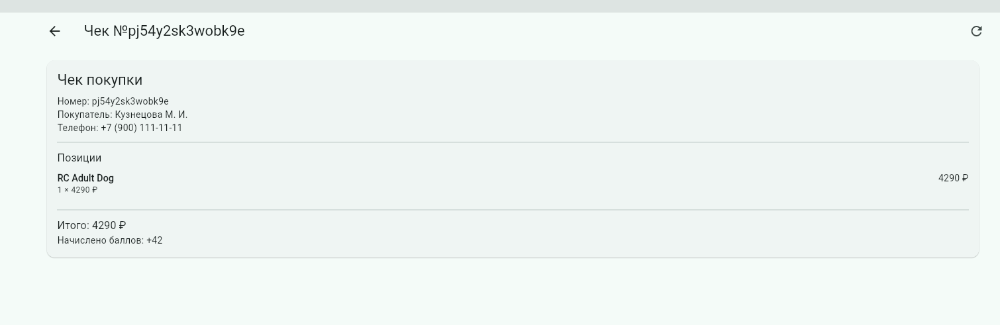 Чек №pj54y2sk3wobk9e
Чек покупки
Номер: pj54y2sk3wobk9e
Покупатель: Кузнецова М. И.
Телефон: +7 (900) 111-11-11
Позиции
RC Adult Dog 4290 ₽
1 × 4290 ₽
Итого: 4290 ₽
Начислено баллов: +42